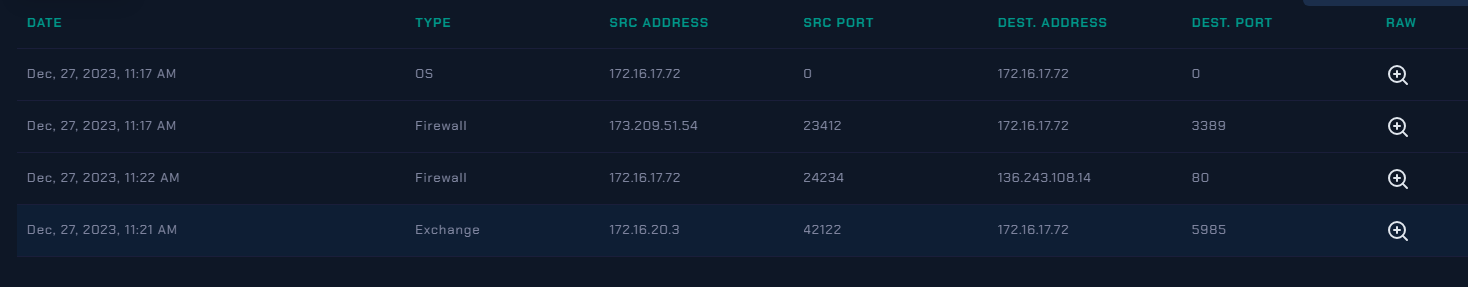 DATE TYPE SRC ADDRESS SRC PORT DEST. ADDRESS DEST. PORT RAW
Dec, 27, 2023, 11:17 AM OS 172.16.17.72 0 172.16.17.72 0
Dec, 27, 2023, 11:17 AM Firewall 173.209.51.54 23412 172.16.17.72 3389
Dec, 27, 2023, 11:22 AM Firewall 172.16.17.72 24234 136.243.108.14 80
Dec, 27, 2023, 11:21 AM Exchange 172.16.20.3 42122 172.16.17.72 5985